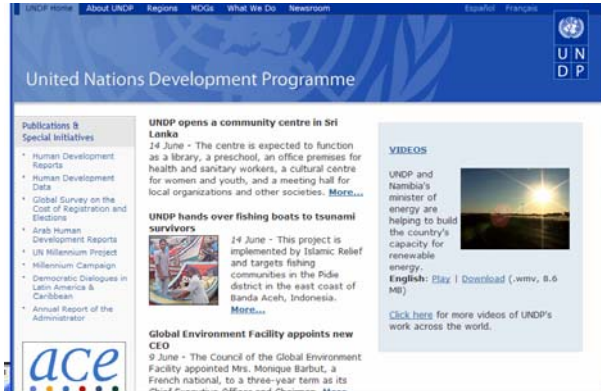 UNDP Home About UNDP Regions MDGs What We Do Newsroom Español Français
U N
D P
United Nations Development Programme
Publications &
Special Initiatives
Human Development
Reports
Human Development
Data
Global Survey on the
Cost of Registration and
Elections
Arab Human
Development Reports
UN Millennium Project
Millennium Campaign
Democratic Dialogues in
Latin America &
Caribbean
Annual Report of the
Administrator
ace
UNDP opens a community centre in Sri
Lanka
14 June - The centre is expected to function
as a library, a preschool, an office premises for
health and sanitary workers, a cultural centre
for women and youth, and a meeting hall for
local organizations and other societies. More...
UNDP hands over fishing boats to tsunami
survivors
14 June - This project is
implemented by Islamic Relief
and targets fishing
communities in the Pidie
district in the east coast of
Banda Aceh, Indonesia.
More...
Global Environment Facility appoints new
CEO
9 June - The Council of the Global Environment
Facility appointed Mrs. Monique Barbut, a
French national, to a three-year term as its
Chief Executive Officer and Chairman. More...
VIDEOS
UNDP and
Namibia's
minister of
energy are
helping to build
the country's
capacity for
renewable
energy.
English: Play | Download (.wmv, 8.6
MB)
Click here for more videos of UNDP's
work across the world.